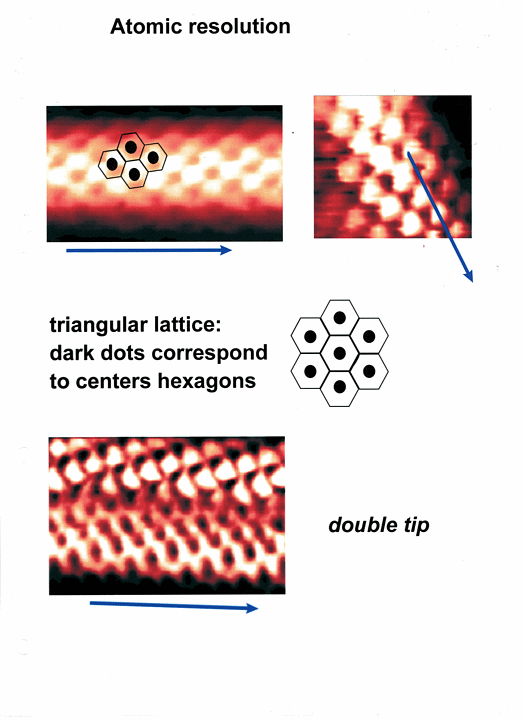 Atomic resolution
triangular lattice:
dark dots correspond
to centers hexagons
double tip